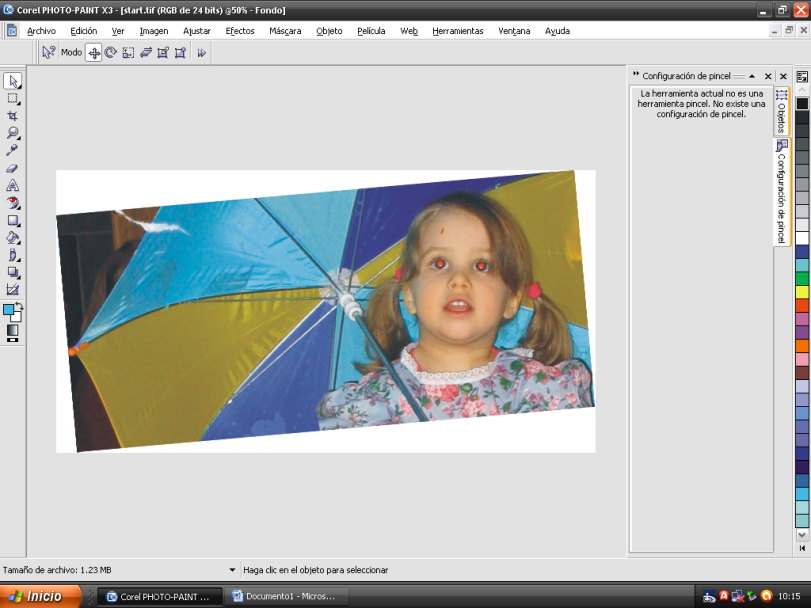 Corel PHOTO-PAINT X3 - [start.tif (RGB de 24 bits) @50% - Fondo]
Archivo Edición Ver Imagen Ajustar Efectos Máscara Objeto Película Web Herramientas Ventana Ayuda
Modo
Configuración de pincel
La herramienta actual no es una
herramienta pincel. No existe una
configuración de pincel.
Objetos
Configuración de pincel
Tamaño de archivo: 1.23 MB
Haga clic en el objeto para seleccionar
Inicio
Corel PHOTO-PAINT ...
Documento1 - Micros...
10:15